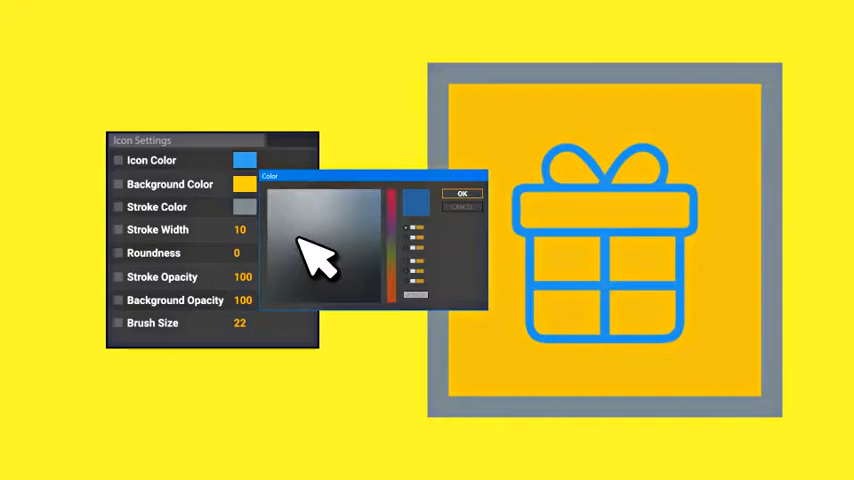 Icon Settings
Icon Color
Background Color
Stroke Color
Stroke Width 10
Roundness 0
Stroke Opacity 100
Background Opacity 100
Brush Size 22
Color
OK
CANCEL